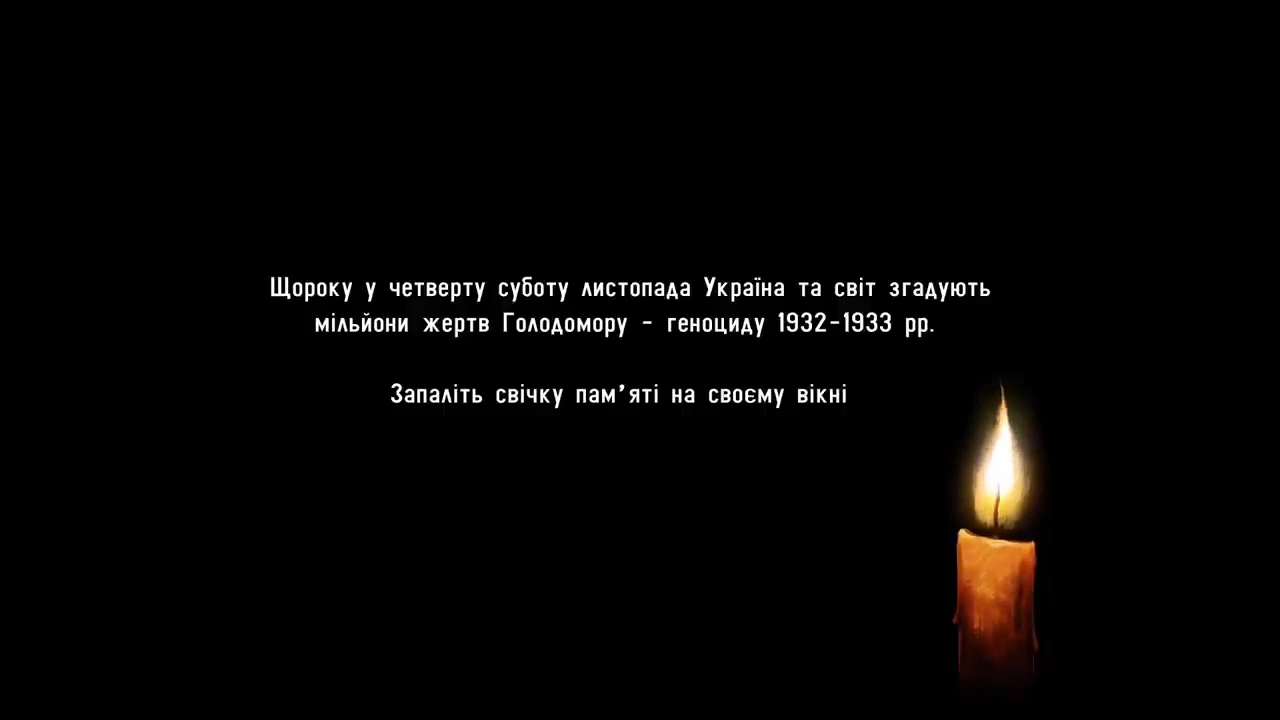 Щороку у четверту суботу листопада Україна та світ згадують
мільйони жертв Голодомору - геноциду 1932-1933 рр.
Запаліть свічку пам’яті на своєму вікні